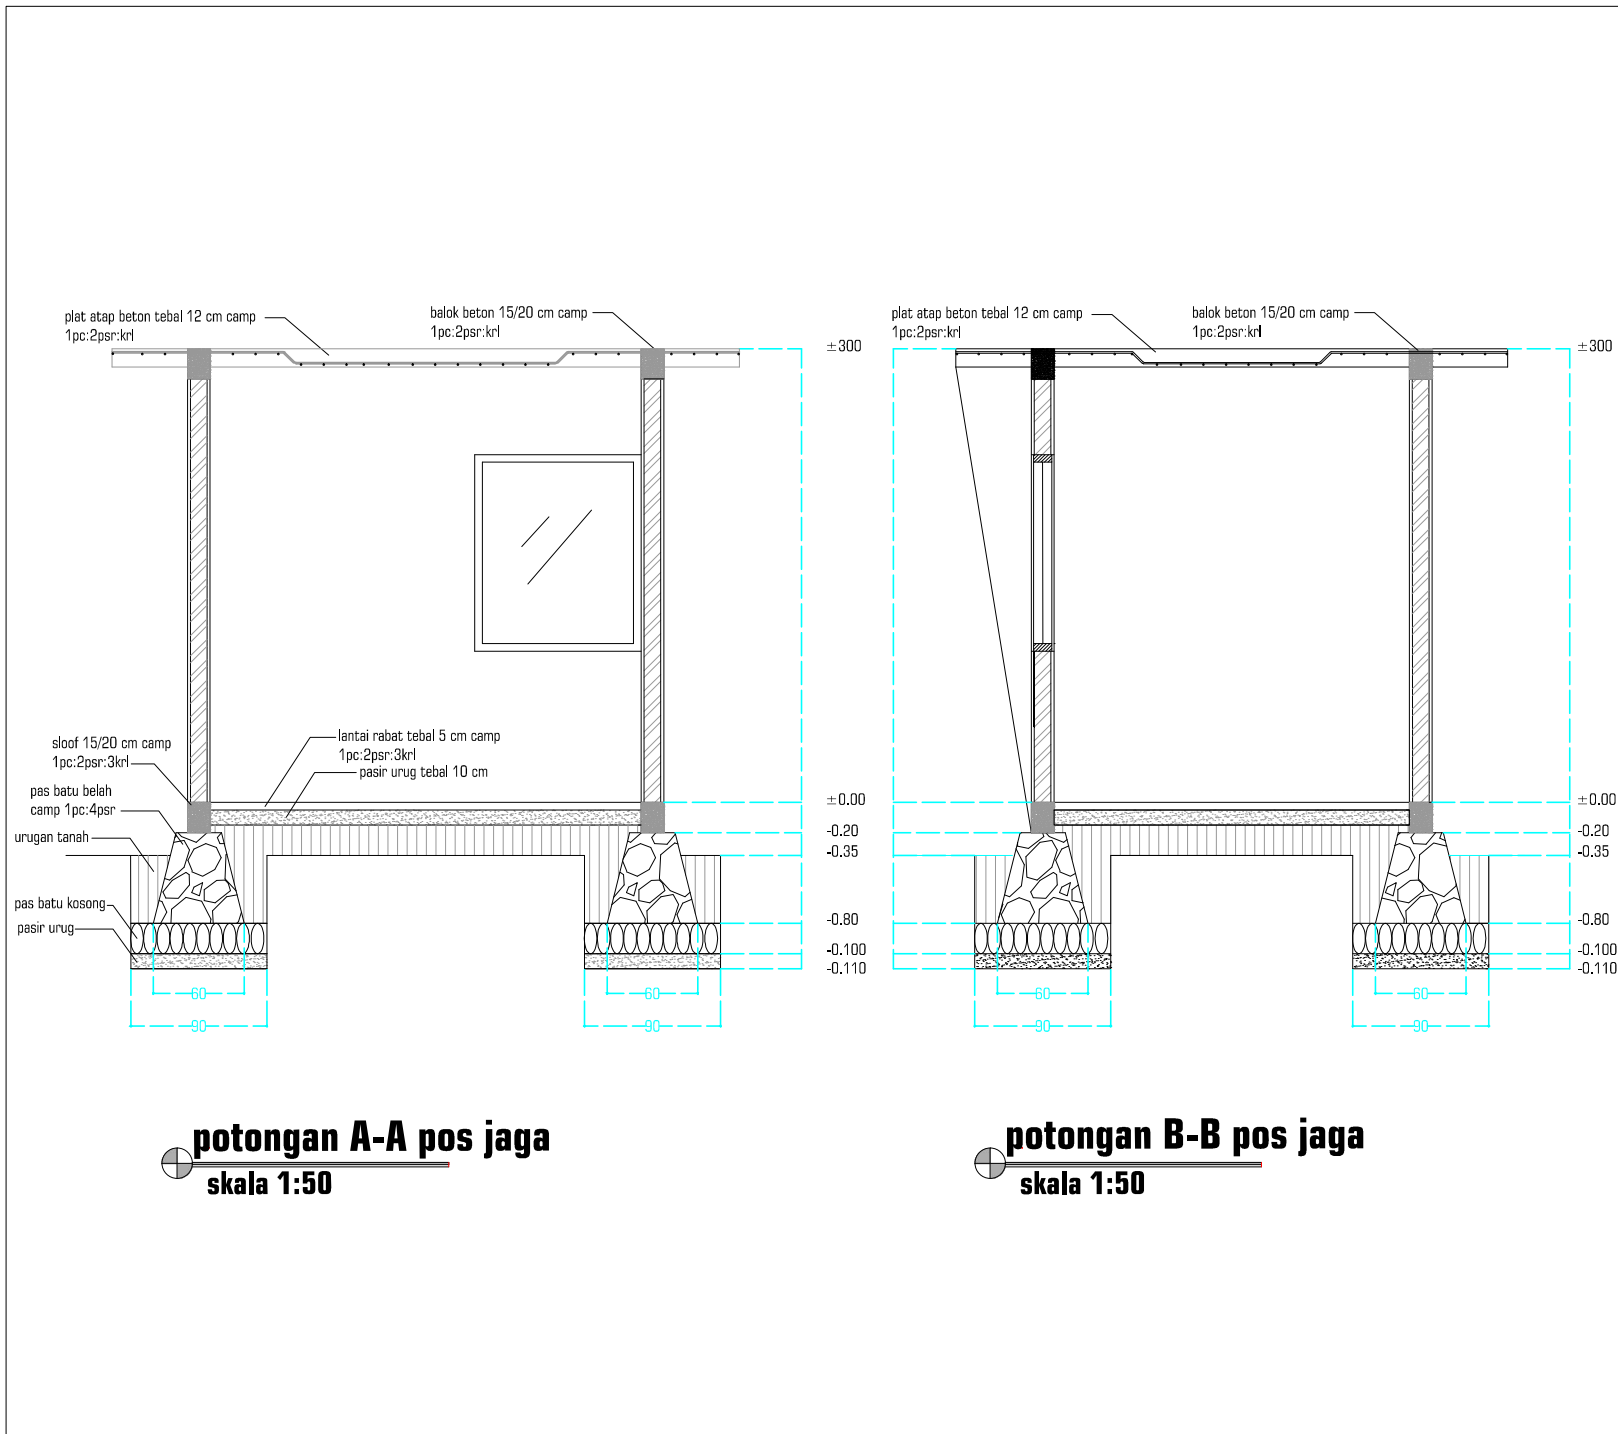 plat atap beton tebal 12 cm camp
1pc:2psr:krl
balok beton 15/20 cm camp
1pc:2psr:krl
±300
sloof 15/20 cm camp
1pc:2psr:3krl
lantai rabat tebal 5 cm camp
1pc:2psr:3krl
pasir urug tebal 10 cm
pas batu belah
camp 1pc:4psr
urugan tanah
pas batu kosong
pasir urug
±0.00
-0.20
-0.35
-0.80
-0.100
-0.110
60
90
60
90
potongan A-A pos jaga
skala 1:50
plat atap beton tebal 12 cm camp
1pc:2psr:krl
balok beton 15/20 cm camp
1pc:2psr:krl
±300
±0.00
-0.20
-0.35
-0.80
-0.100
-0.110
60
90
60
90
potongan B-B pos jaga
skala 1:50